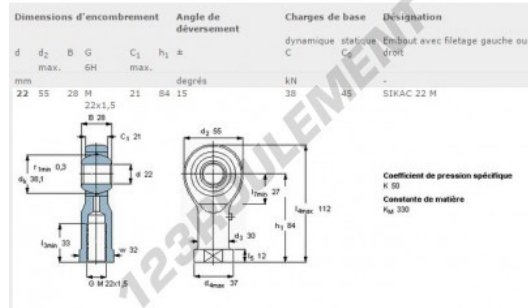 Dimensions d'encombrement Angle de déversement Charges de base Désignation
dynamique statique Embout avec filetage gauche ou droit
d d2 B G C1 h1 ± C C0
max. 6H max.
mm degrés kN -
22 55 28 M 22x1,5 21 84 15 38 45 SIKAC 22 M
B 28
C1 21
r1min 0,3
dk 38,1
d 22
l3min 33
w 32
G M 22x1,5
d2 55
l7min 27
l4max 112
h1 84
d3 30
l5 12
d4max 37
Coefficient de pression spécifique
K 50
Constante de matière
KM 330
123ROULEMENT